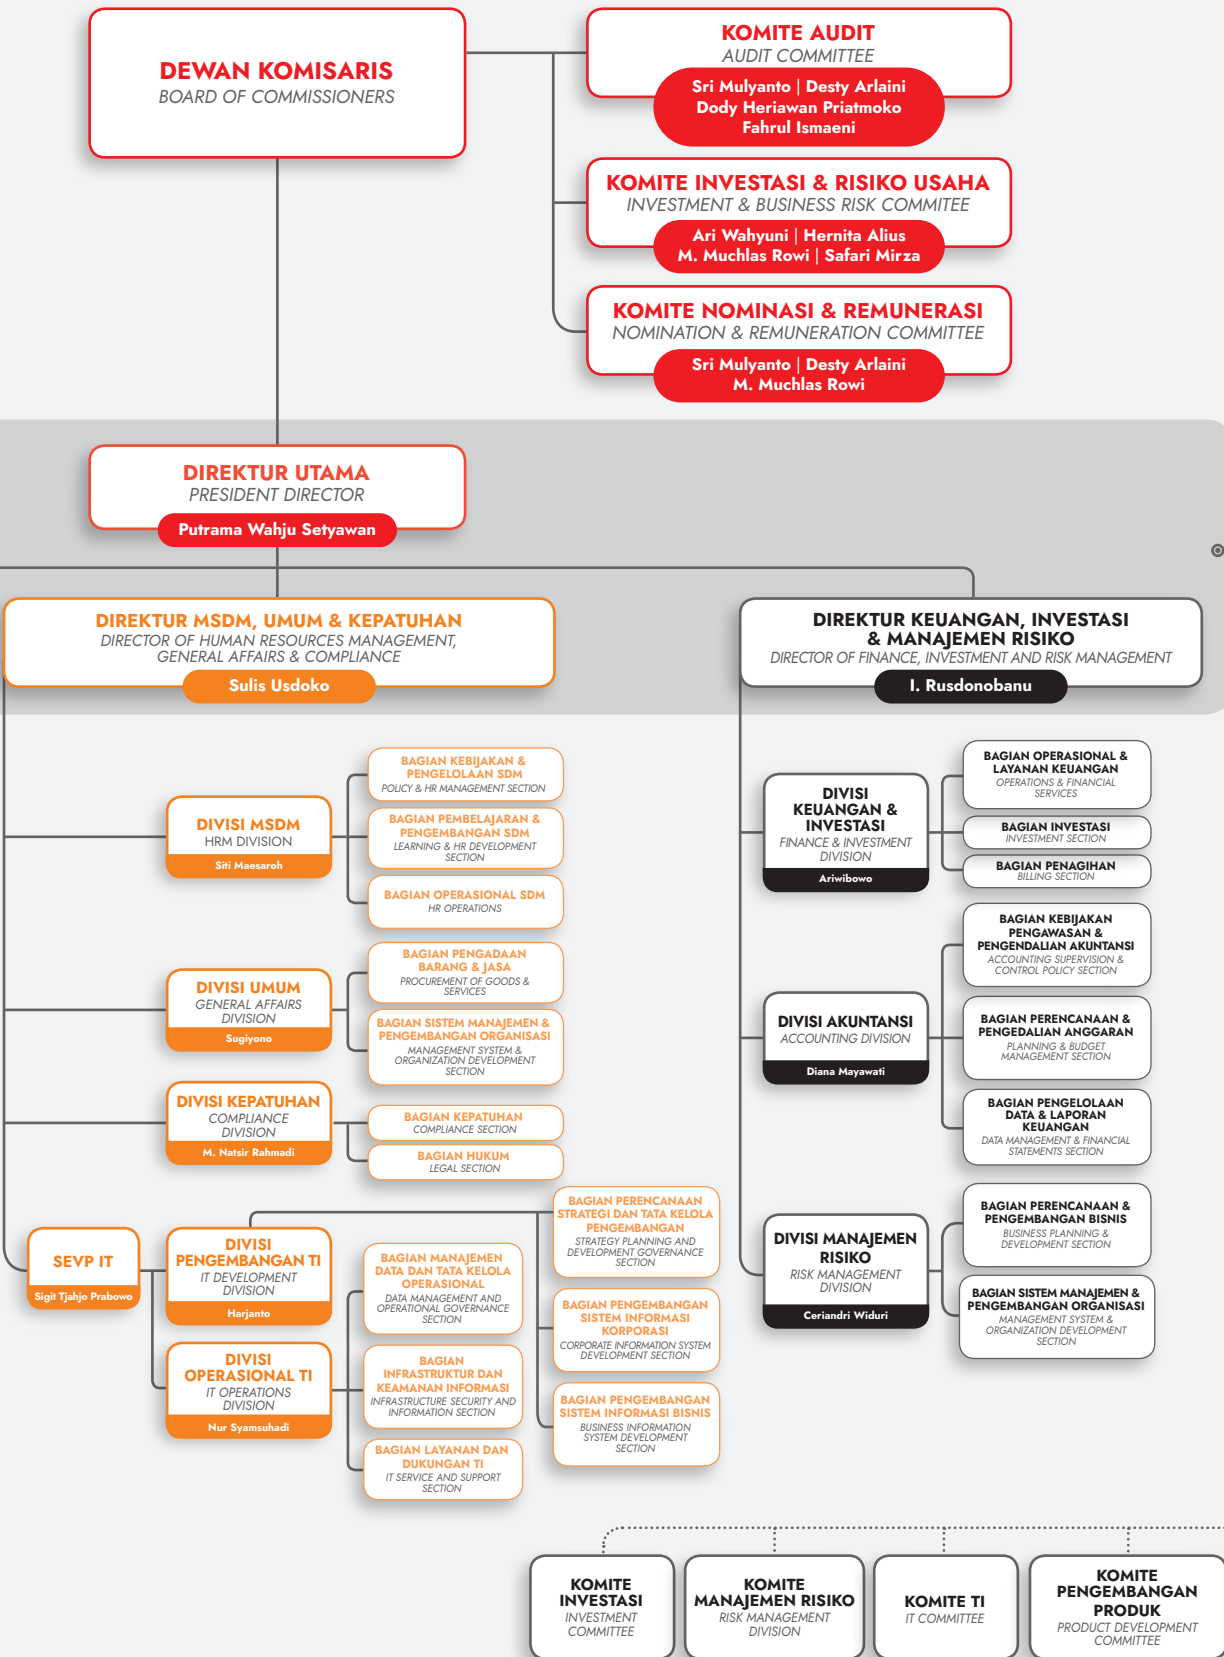 DEWAN KOMISARIS
BOARD OF COMMISSIONERS
KOMITE AUDIT
AUDIT COMMITTEE
Sri Mulyanto | Desty Arlaini
Dody Heriawan Priatmoko
Fahrul Ismaeni
KOMITE INVESTASI & RISIKO USAHA
INVESTMENT & BUSINESS RISK COMMITEE
Ari Wahyuni | Hernita Alius
M. Muchlas Rowi | Safari Mirza
KOMITE NOMINASI & REMUNERASI
NOMINATION & REMUNERATION COMMITTEE
Sri Mulyanto | Desty Arlaini
M. Muchlas Rowi
DIREKTUR UTAMA
PRESIDENT DIRECTOR
Putrama Wahju Setyawan
DIREKTUR MSDM, UMUM & KEPATUHAN
DIRECTOR OF HUMAN RESOURCES MANAGEMENT,
GENERAL AFFAIRS & COMPLIANCE
Sulis Usdoko
DIREKTUR KEUANGAN, INVESTASI
& MANAJEMEN RISIKO
DIRECTOR OF FINANCE, INVESTMENT AND RISK MANAGEMENT
I. Rusdonobanu
DIVISI MSDM
HRM DIVISION
Siti Maesaroh
BAGIAN KEBIJAKAN &
PENGELOLAAN SDM
POLICY & HR MANAGEMENT SECTION
BAGIAN PEMBELAJARAN &
PENGEMBANGAN SDM
LEARNING & HR DEVELOPMENT
SECTION
BAGIAN OPERASIONAL SDM
HR OPERATIONS
DIVISI UMUM
GENERAL AFFAIRS
DIVISION
Sugiyono
BAGIAN PENGADAAN
BARANG & JASA
PROCUREMENT OF GOODS &
SERVICES
BAGIAN SISTEM MANAJEMEN &
PENGEMBANGAN ORGANISASI
MANAGEMENT SYSTEM &
ORGANIZATION DEVELOPMENT
SECTION
DIVISI KEPATUHAN
COMPLIANCE
DIVISION
M. Natsir Rahmadi
BAGIAN KEPATUHAN
COMPLIANCE SECTION
BAGIAN HUKUM
LEGAL SECTION
SEVP IT
Sigit Tjahjo Prabowo
DIVISI
PENGEMBANGAN TI
IT DEVELOPMENT
DIVISION
Harjanto
DIVISI
OPERASIONAL TI
IT OPERATIONS
DIVISION
Nur Syamsuhadi
BAGIAN MANAJEMEN
DATA DAN TATA KELOLA
OPERASIONAL
DATA MANAGEMENT AND
OPERATIONAL GOVERNANCE
SECTION
BAGIAN
INFRASTRUKTUR DAN
KEAMANAN INFORMASI
INFRASTRUCTURE SECURITY AND
INFORMATION SECTION
BAGIAN LAYANAN DAN
DUKUNGAN TI
IT SERVICE AND SUPPORT
SECTION
BAGIAN PERENCANAAN
STRATEGI DAN TATA KELOLA
PENGEMBANGAN
STRATEGY PLANNING AND
DEVELOPMENT GOVERNANCE
SECTION
BAGIAN PENGEMBANGAN
SISTEM INFORMASI
KORPORASI
CORPORATE INFORMATION SYSTEM
DEVELOPMENT SECTION
BAGIAN PENGEMBANGAN
SISTEM INFORMASI BISNIS
BUSINESS INFORMATION
SYSTEM DEVELOPMENT
SECTION
DIVISI
KEUANGAN &
INVESTASI
FINANCE & INVESTMENT
DIVISION
Ariwibowo
BAGIAN OPERASIONAL &
LAYANAN KEUANGAN
OPERATIONS & FINANCIAL
SERVICES
BAGIAN INVESTASI
INVESTMENT SECTION
BAGIAN PENAGIHAN
BILLING SECTION
DIVISI AKUNTANSI
ACCOUNTING DIVISION
Diana Mayawati
BAGIAN KEBIJAKAN
PENGAWASAN &
PENGENDALIAN AKUNTANSI
ACCOUNTING SUPERVISION &
CONTROL POLICY SECTION
BAGIAN PERENCANAAN &
PENGEDALIAN ANGGARAN
PLANNING & BUDGET
MANAGEMENT SECTION
BAGIAN PENGELOLAAN
DATA & LAPORAN
KEUANGAN
DATA MANAGEMENT & FINANCIAL
STATEMENTS SECTION
DIVISI MANAJEMEN
RISIKO
RISK MANAGEMENT
DIVISION
Ceriandri Widuri
BAGIAN PERENCANAAN &
PENGEMBANGAN BISNIS
BUSINESS PLANNING &
DEVELOPMENT SECTION
BAGIAN SISTEM MANAJEMEN &
PENGEMBANGAN ORGANISASI
MANAGEMENT SYSTEM &
ORGANIZATION DEVELOPMENT
SECTION
KOMITE
INVESTASI
INVESTMENT
COMMITTEE
KOMITE
MANAJEMEN RISIKO
RISK MANAGEMENT
DIVISION
KOMITE TI
IT COMMITTEE
KOMITE
PENGEMBANGAN
PRODUK
PRODUCT DEVELOPMENT
COMMITTEE